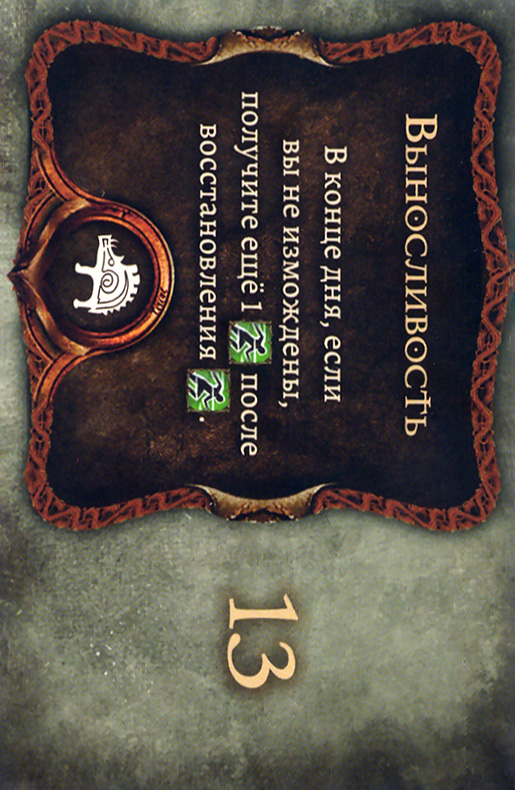 Выносливость
В конце дня, если
вы не измождены,
получите ещё 1 после
восстановления .
13